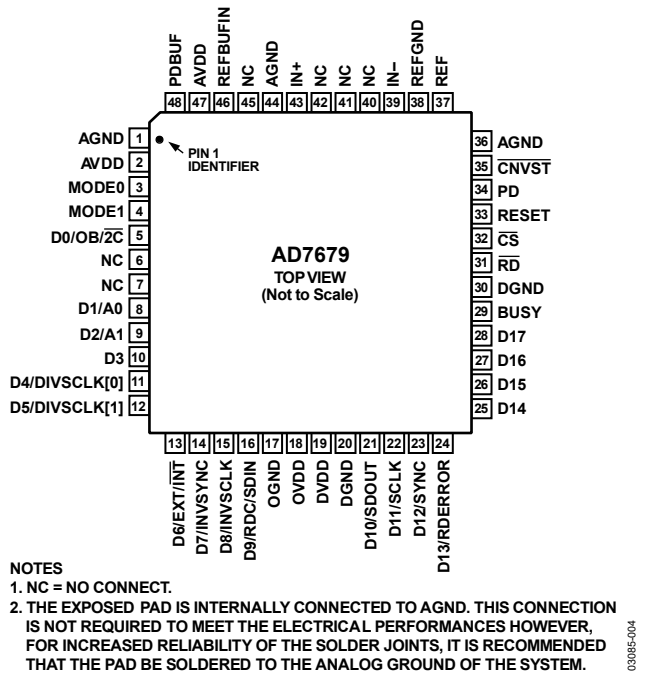 PDBUF
AVDD
REFBUFIN
NC
AGND
IN+
NC
NC
NC
IN–
REFGND
REF
48 47 46 45 44 43 42 41 40 39 38 37
AGND 1
AVDD 2
MODE0 3
MODE1 4
D0/OB/2C̅ 5
NC 6
NC 7
D1/A0 8
D2/A1 9
D3 10
D4/DIVSCLK[0] 11
D5/DIVSCLK[1] 12
PIN 1
IDENTIFIER
AD7679
TOP VIEW
(Not to Scale)
36 AGND
35 C̅N̅V̅S̅T̅
34 PD
33 RESET
32 C̅S̅
31 R̅D̅
30 DGND
29 BUSY
28 D17
27 D16
26 D15
25 D14
13 14 15 16 17 18 19 20 21 22 23 24
D6/EXT/I̅N̅T̅
D7/INVSYNC
D8/INVSCLK
D9/RDC/SDIN
OGND
OVDD
DVDD
DGND
D10/SDOUT
D11/SCLK
D12/SYNC
D13/RDERROR
NOTES
1. NC = NO CONNECT.
2. THE EXPOSED PAD IS INTERNALLY CONNECTED TO AGND. THIS CONNECTION
IS NOT REQUIRED TO MEET THE ELECTRICAL PERFORMANCES HOWEVER,
FOR INCREASED RELIABILITY OF THE SOLDER JOINTS, IT IS RECOMMENDED
THAT THE PAD BE SOLDERED TO THE ANALOG GROUND OF THE SYSTEM.
03085-004